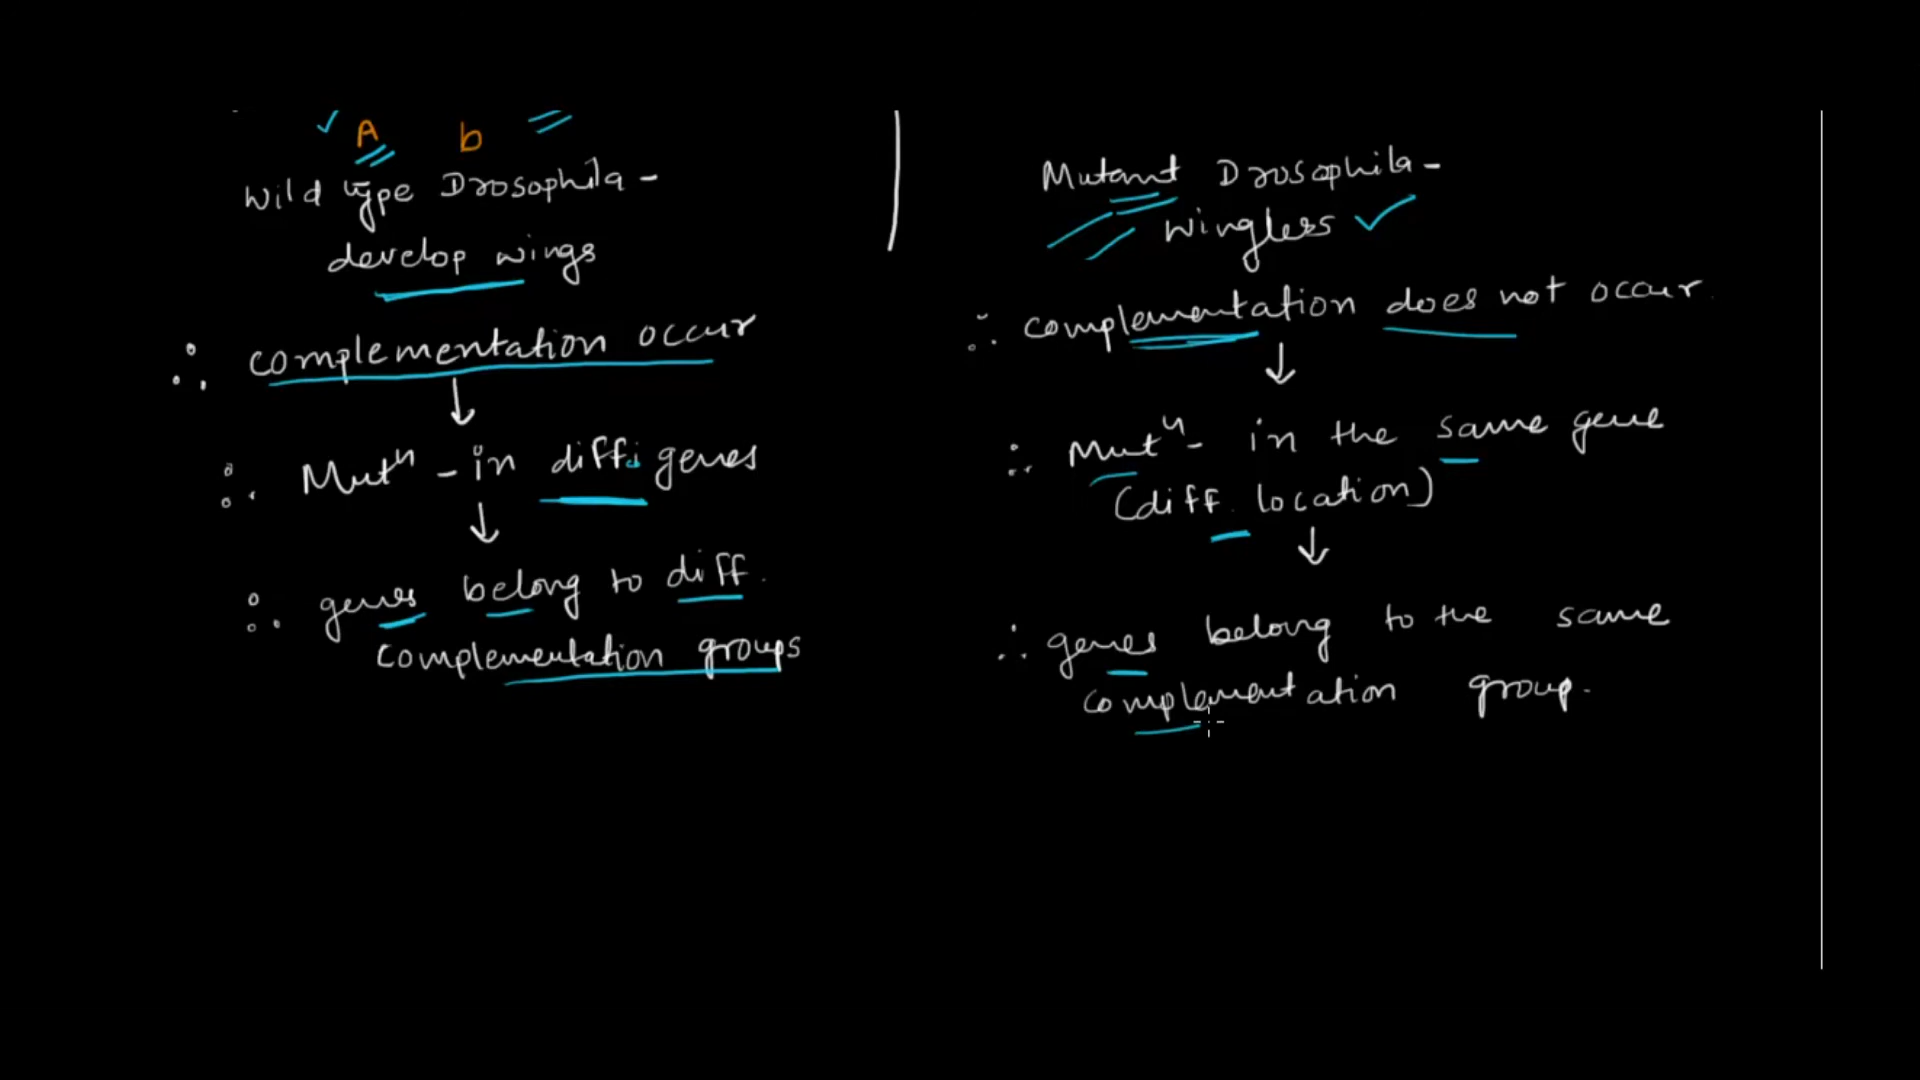 A b
Wild type Drosophila -
develop wings
∴ complementation occur
↓
∴ Mutⁿ - in diff. genes
↓
∴ genes belong to diff.
complementation groups
Mutant Drosophila -
wingless ✓
∴ complementation does not occur.
↓
∴ Mutⁿ - in the same gene
(diff. location)
↓
∴ genes belong to the same
complementation group.